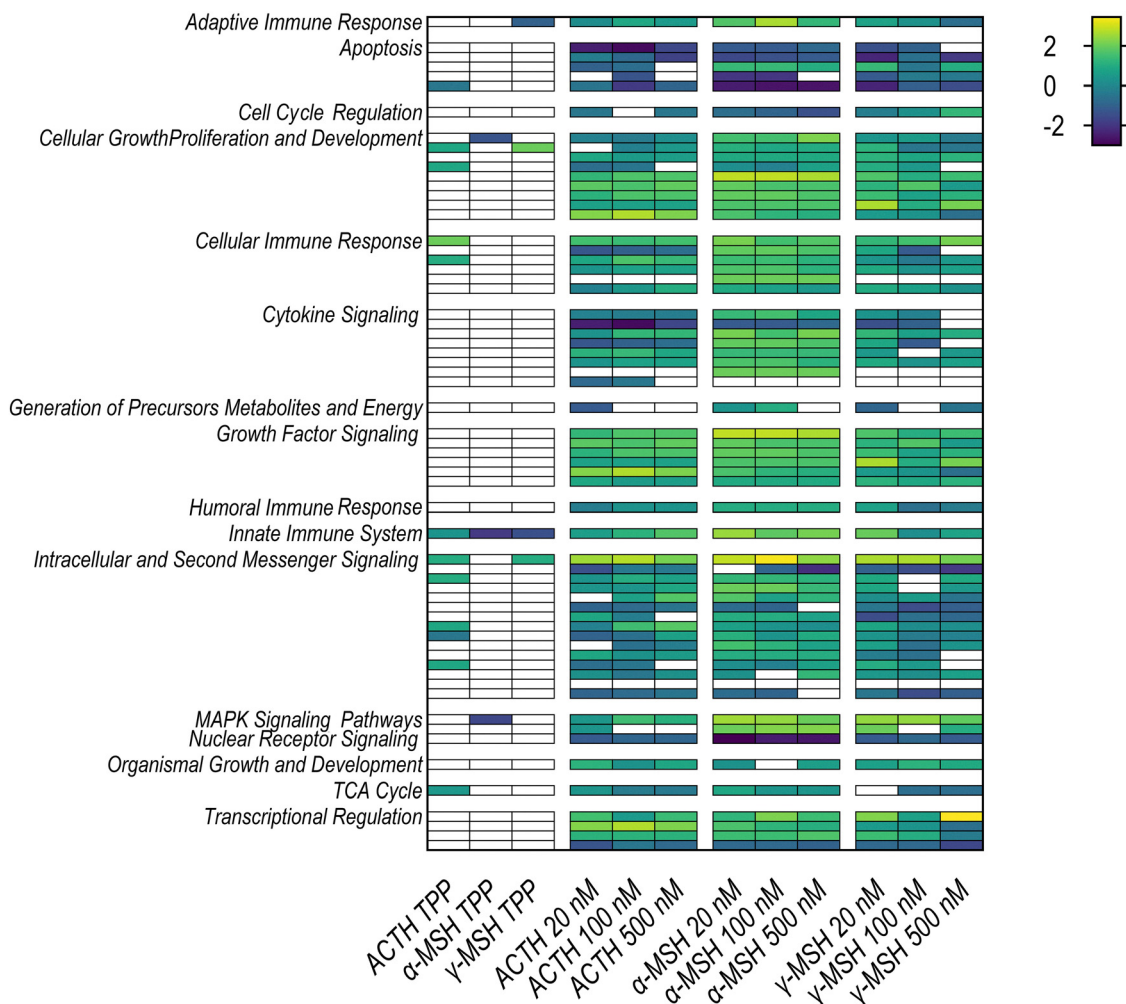 Adaptive Immune Response
Apoptosis
Cell Cycle Regulation
Cellular GrowthProliferation and Development
Cellular Immune Response
Cytokine Signaling
Generation of Precursors Metabolites and Energy
Growth Factor Signaling
Humoral Immune Response
Innate Immune System
Intracellular and Second Messenger Signaling
MAPK Signaling Pathways
Nuclear Receptor Signaling
Organismal Growth and Development
TCA Cycle
Transcriptional Regulation
2
0
-2
ACTH TPP
α-MSH TPP
γ-MSH TPP
ACTH 20 nM
ACTH 100 nM
ACTH 500 nM
α-MSH 20 nM
α-MSH 100 nM
α-MSH 500 nM
γ-MSH 20 nM
γ-MSH 100 nM
γ-MSH 500 nM